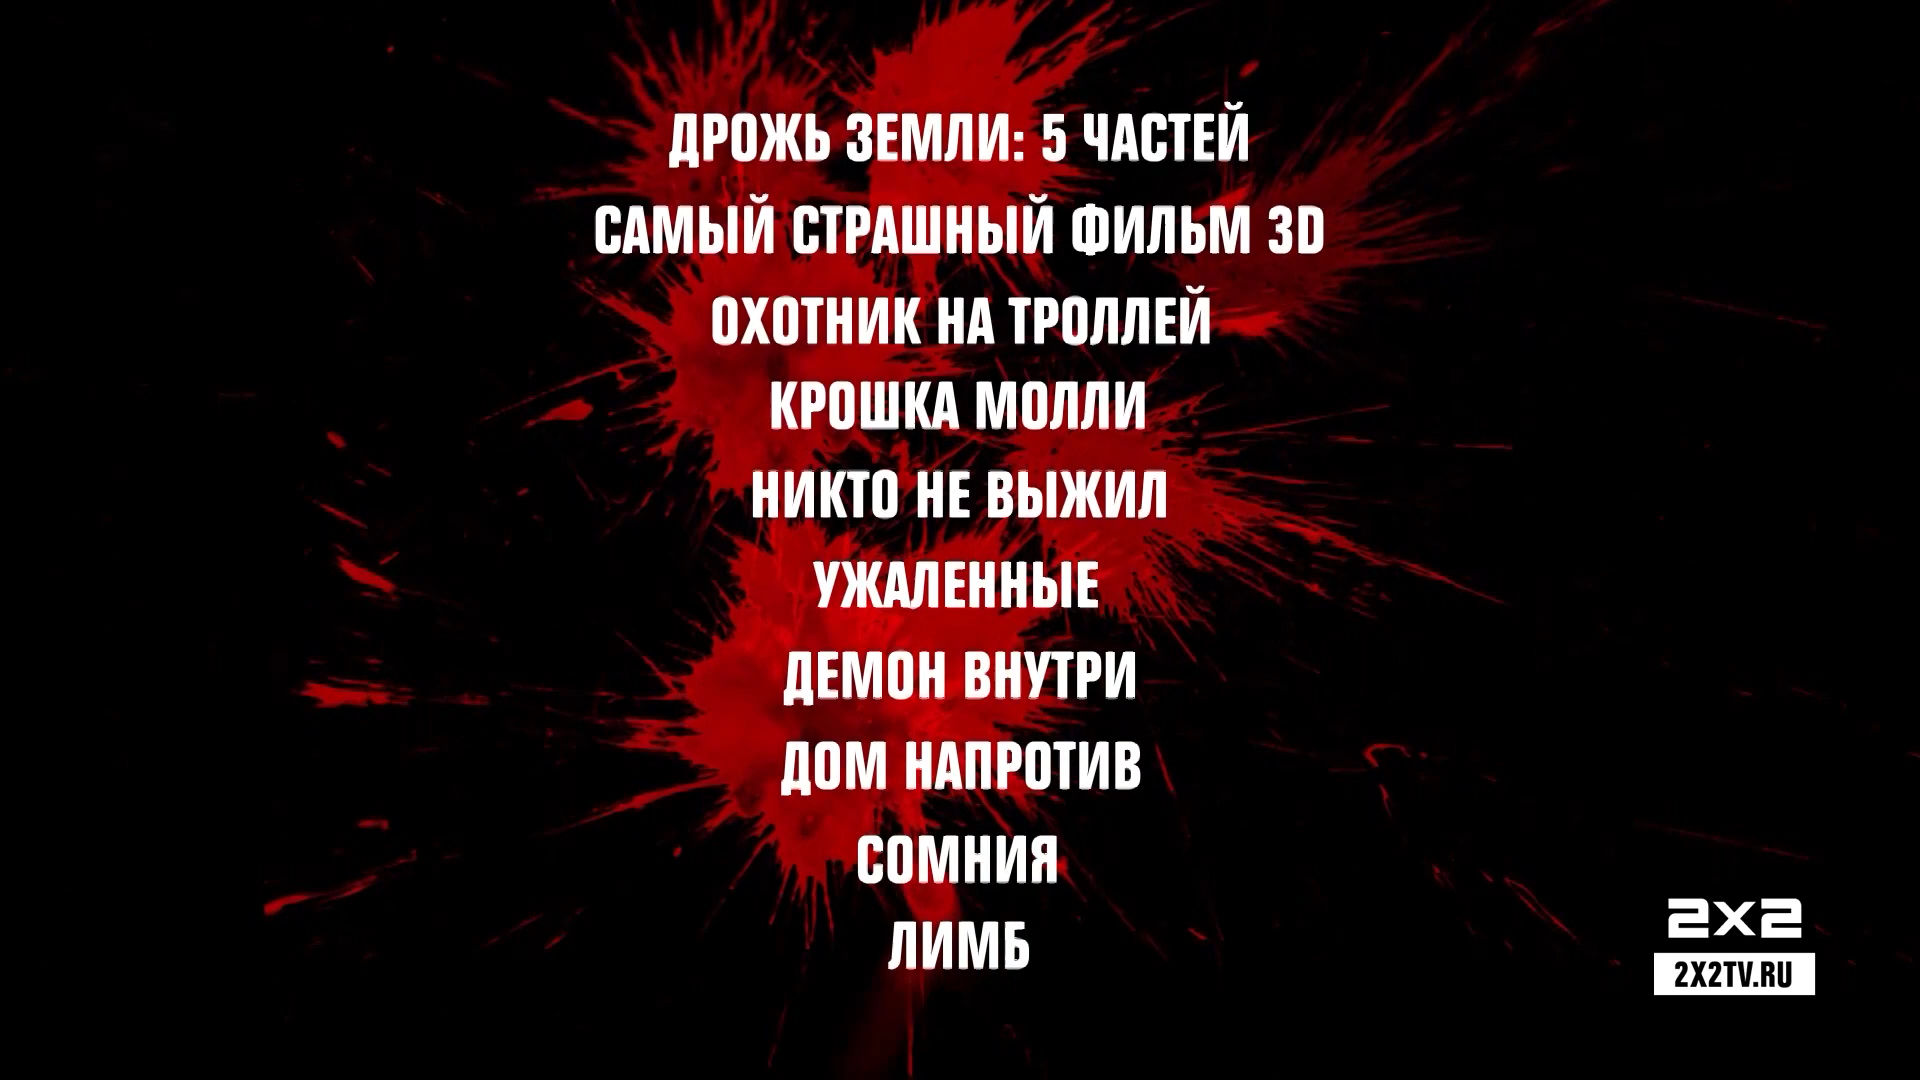 ДРОЖЬ ЗЕМЛИ: 5 ЧАСТЕЙ
САМЫЙ СТРАШНЫЙ ФИЛЬМ 3D
ОХОТНИК НА ТРОЛЛЕЙ
КРОШКА МОЛЛИ
НИКТО НЕ ВЫЖИЛ
УЖАЛЕННЫЕ
ДЕМОН ВНУТРИ
ДОМ НАПРОТИВ
СОМНИЯ
ЛИМБ
2x2
2X2TV.RU